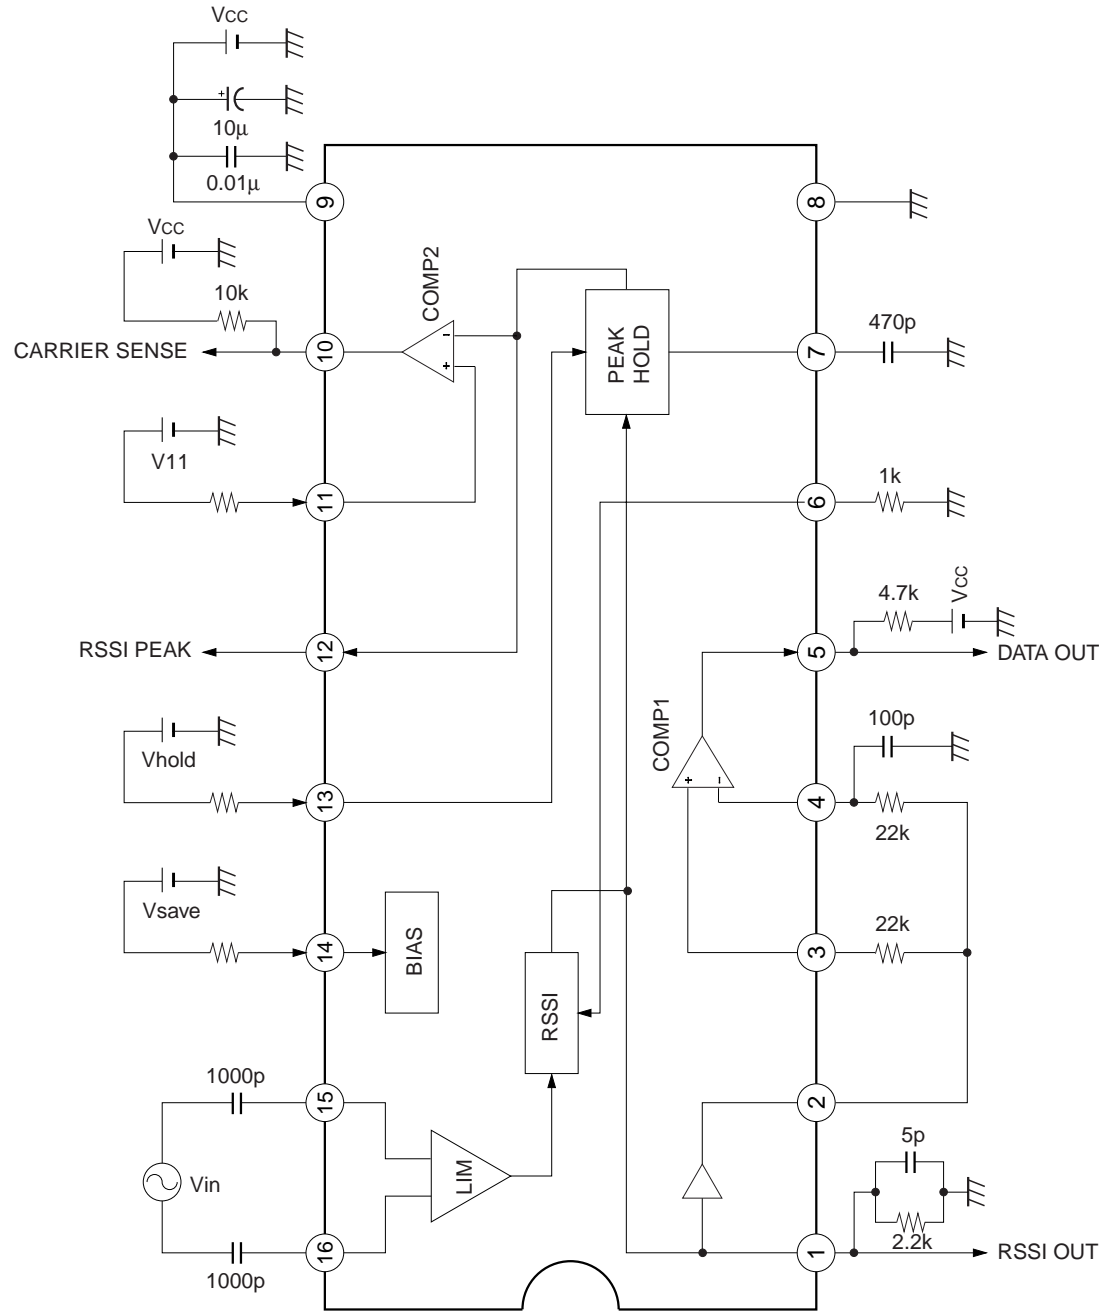 Vcc
+
10µ
0.01µ
9
8
Vcc
10k
CARRIER SENSE
10
COMP2
-
+
PEAK
HOLD
7
470p
V11
11
6
1k
RSSI PEAK
12
5
4.7k
Vcc
DATA OUT
Vhold
13
COMP1
+
-
4
100p
22k
Vsave
14
BIAS
RSSI
3
22k
1000p
15
2
Vin
LIM
5p
2.2k
16
1000p
1
RSSI OUT